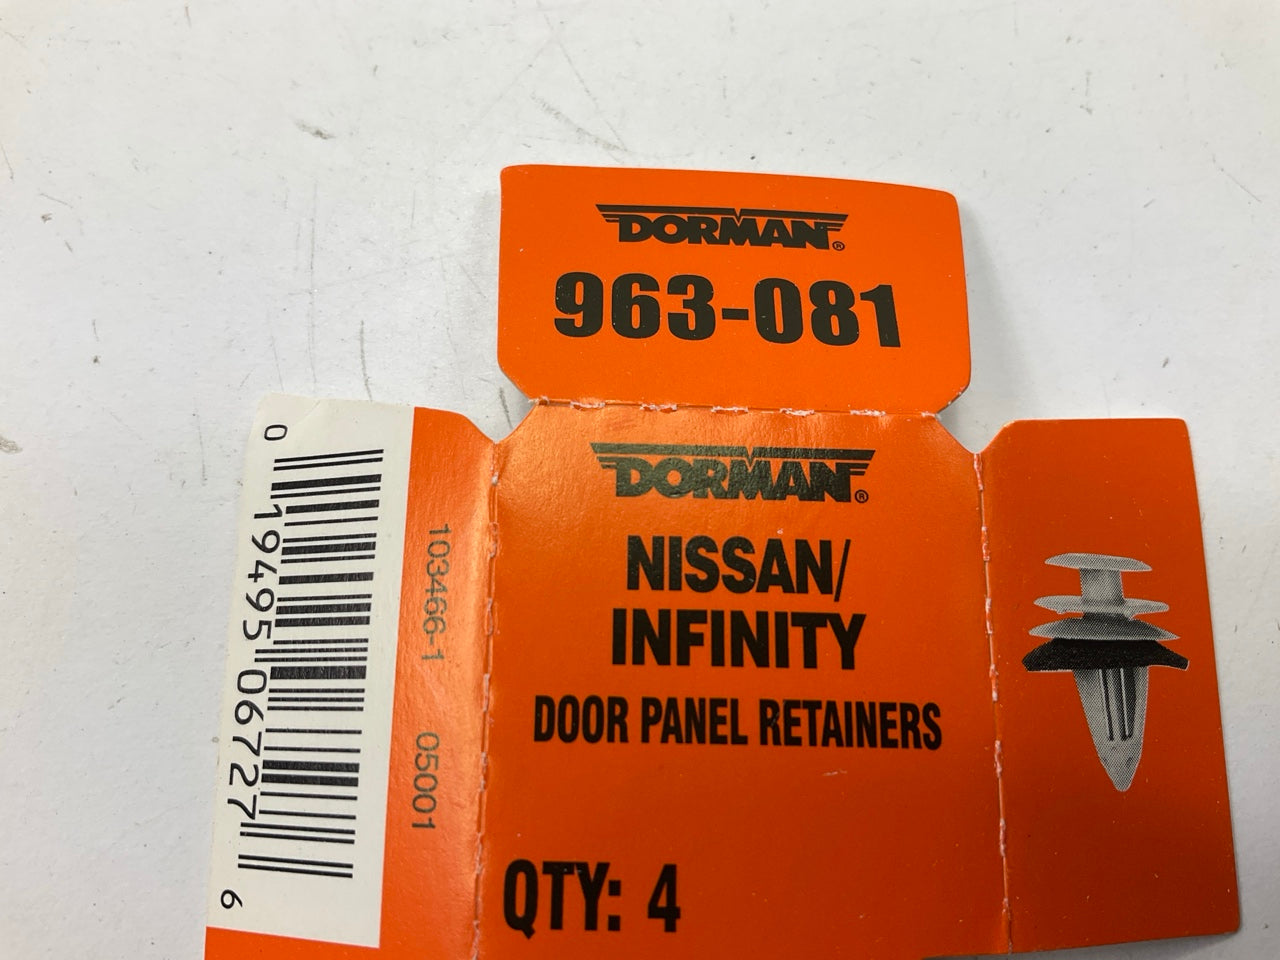 DORMAN®
963-081
DORMAN®
NISSAN/
INFINITY
DOOR PANEL RETAINERS
QTY: 4
103466-1 05001
0 19495 06727 6